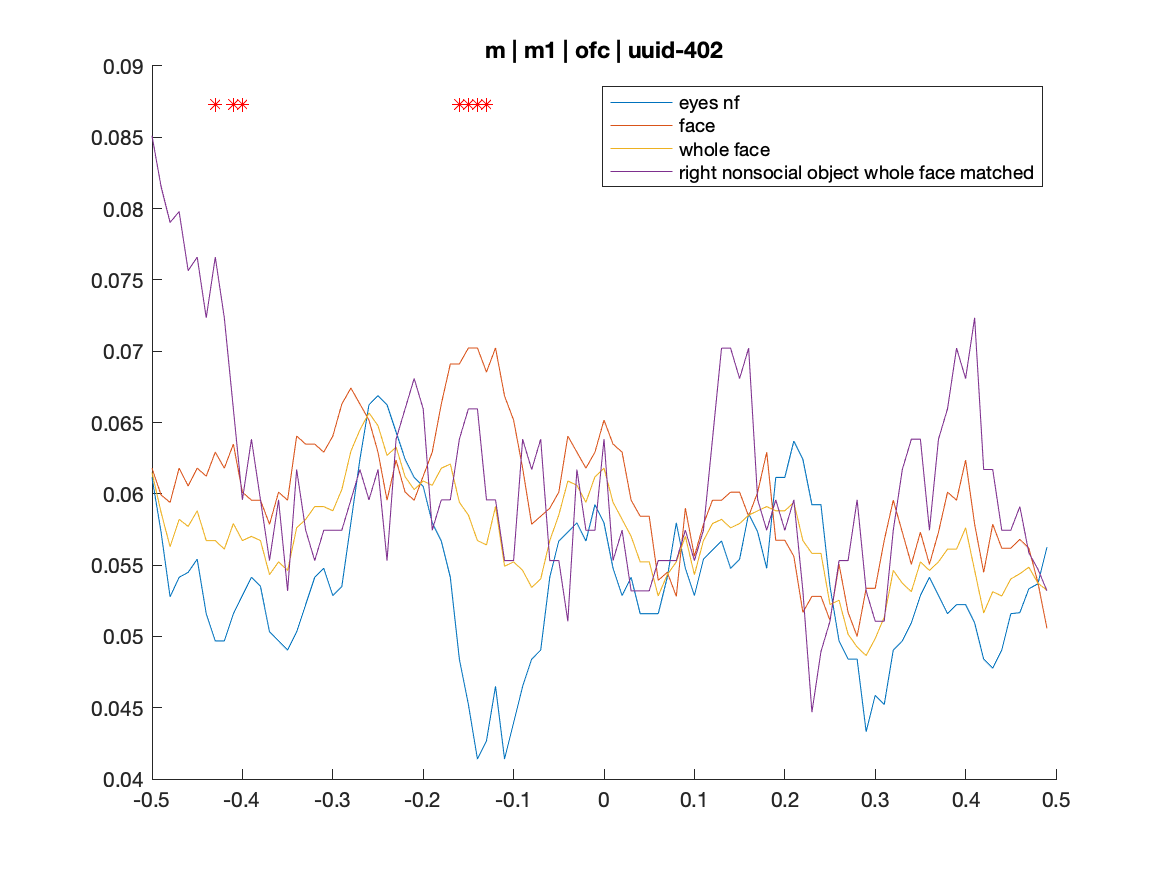 m | m1 | ofc | uuid-402
0.09
0.085
0.08
0.075
0.07
0.065
0.06
0.055
0.05
0.045
0.04
eyes nf
face
whole face
right nonsocial object whole face matched
-0.5 -0.4 -0.3 -0.2 -0.1 0 0.1 0.2 0.3 0.4 0.5